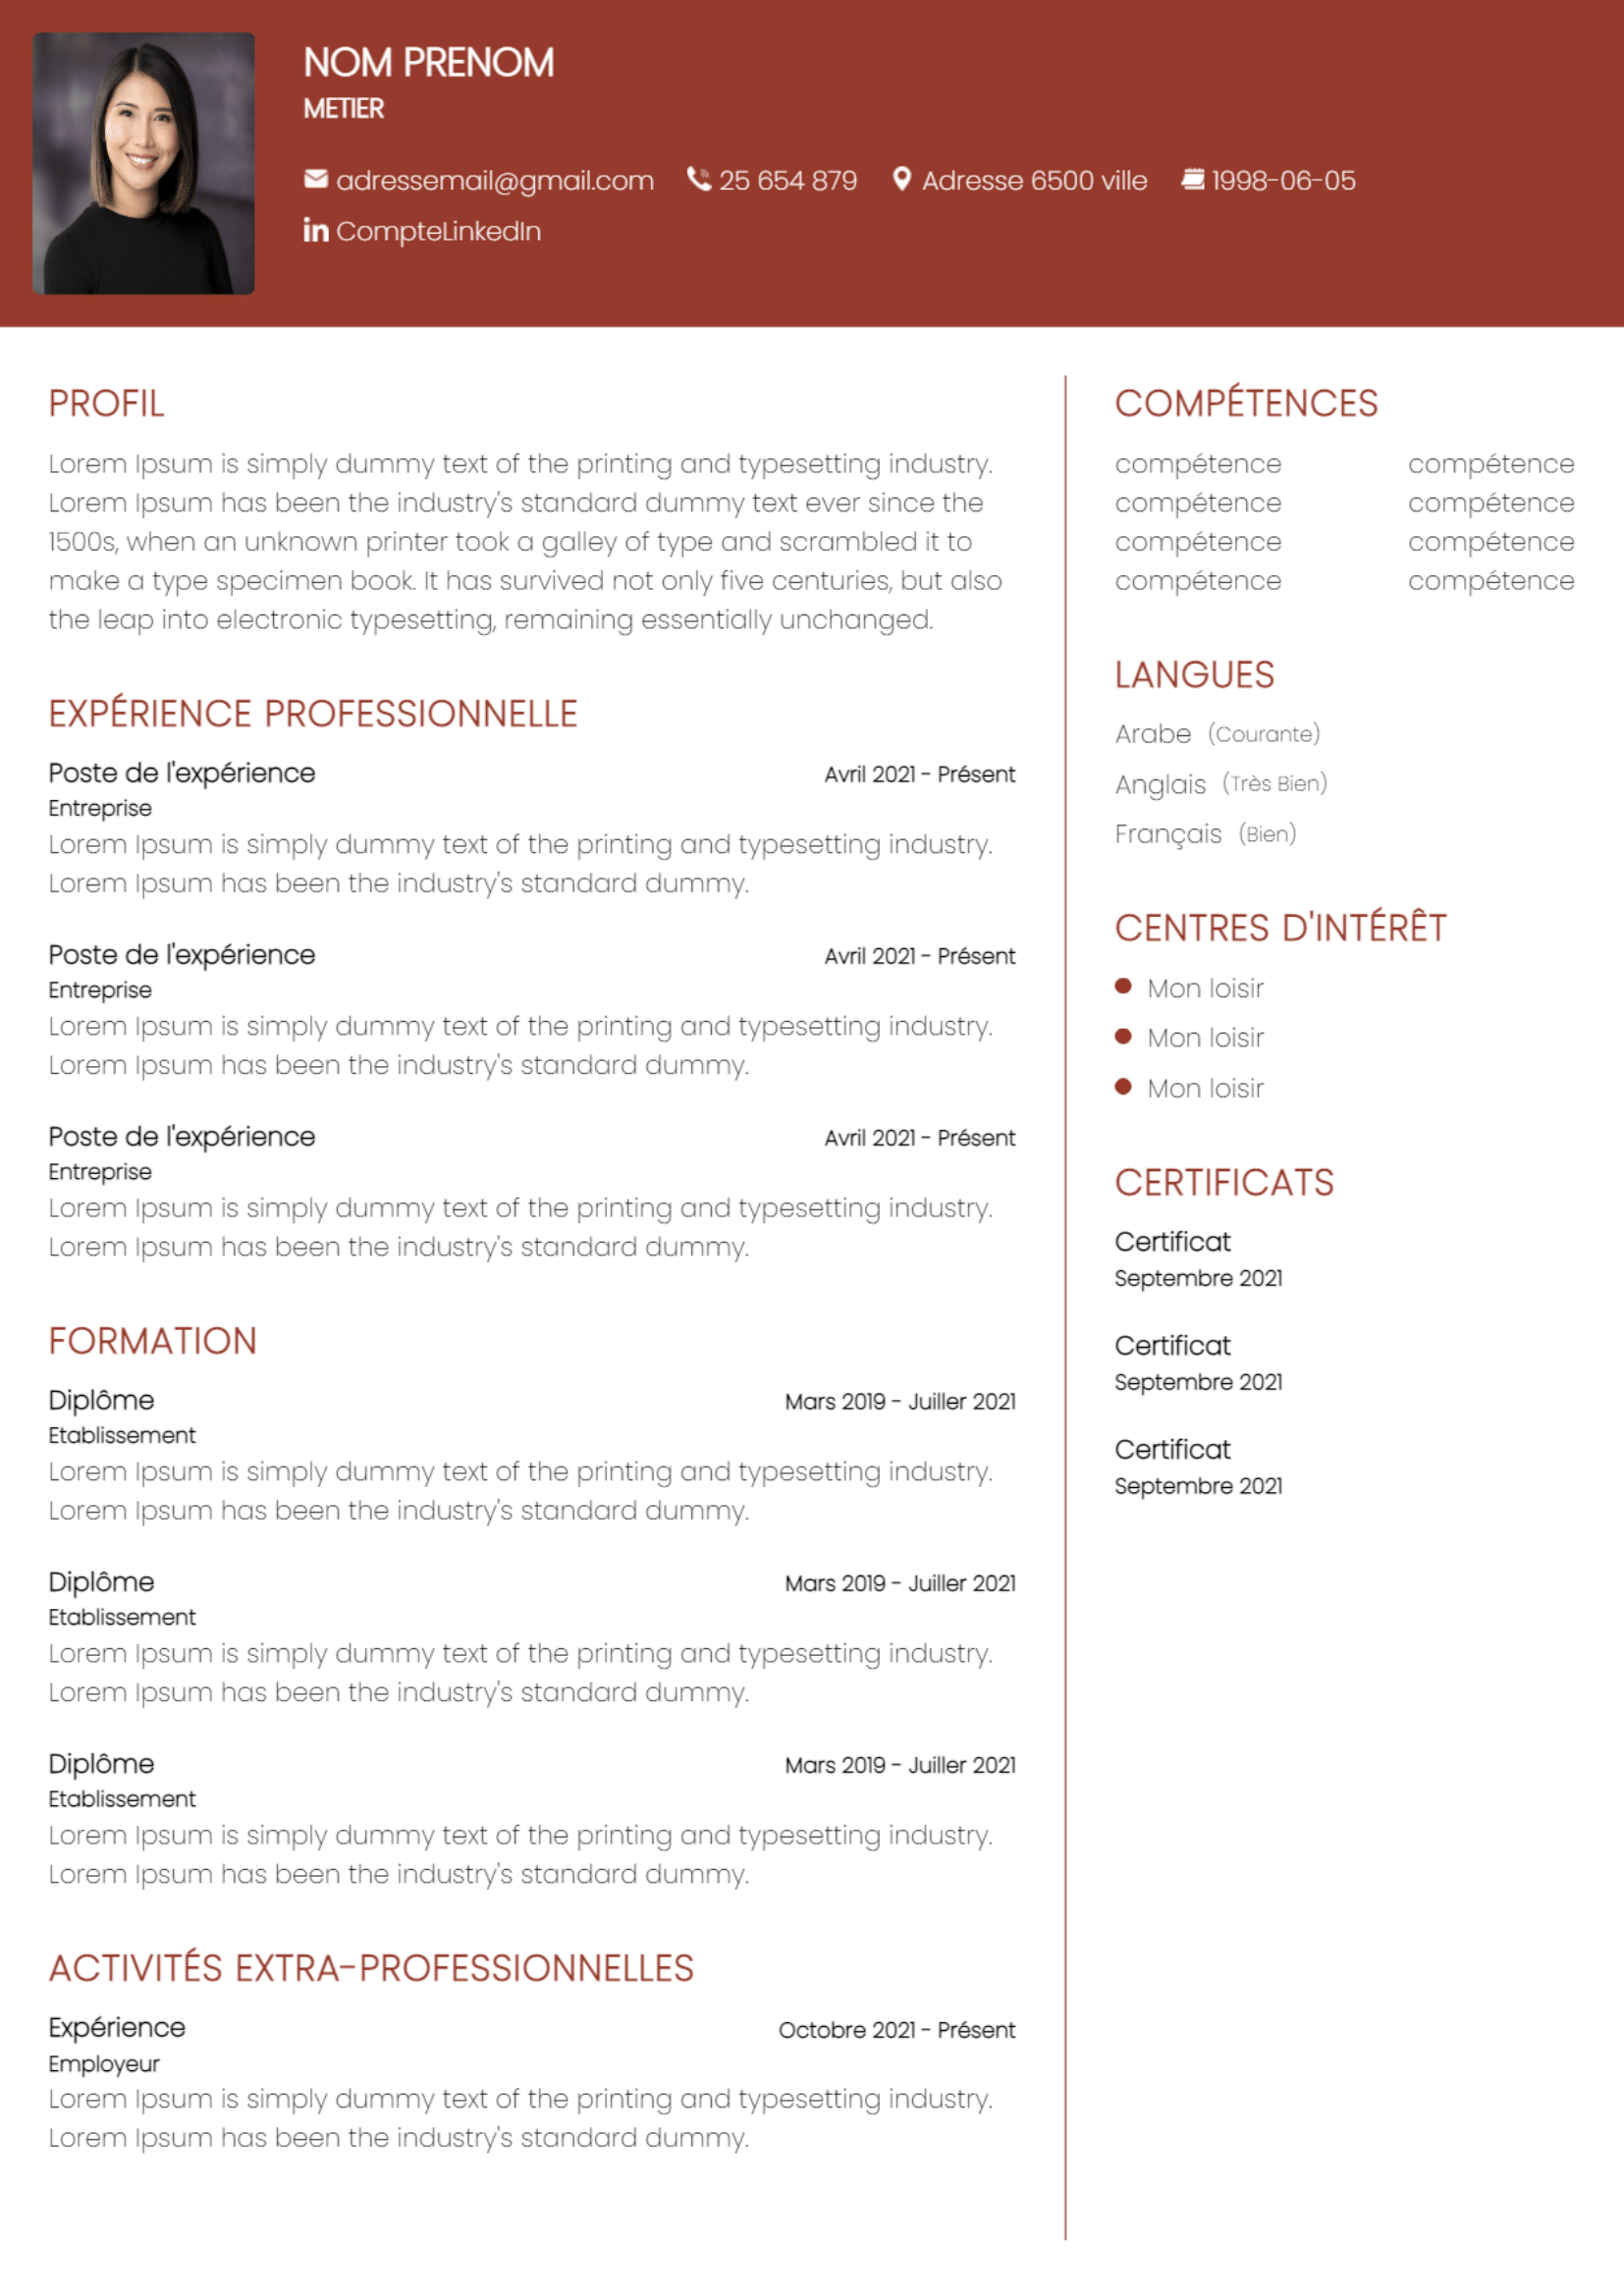 NOM PRENOM
METIER
adressemail@gmail.com 25 654 879 Adresse 6500 ville 1998-06-05
in CompteLinkedIn
PROFIL
Lorem Ipsum is simply dummy text of the printing and typesetting industry.
Lorem Ipsum has been the industry's standard dummy text ever since the
1500s, when an unknown printer took a galley of type and scrambled it to
make a type specimen book. It has survived not only five centuries, but also
the leap into electronic typesetting, remaining essentially unchanged.
EXPÉRIENCE PROFESSIONNELLE
Poste de l'expérience Avril 2021 - Présent
Entreprise
Lorem Ipsum is simply dummy text of the printing and typesetting industry.
Lorem Ipsum has been the industry's standard dummy.
Poste de l'expérience Avril 2021 - Présent
Entreprise
Lorem Ipsum is simply dummy text of the printing and typesetting industry.
Lorem Ipsum has been the industry's standard dummy.
Poste de l'expérience Avril 2021 - Présent
Entreprise
Lorem Ipsum is simply dummy text of the printing and typesetting industry.
Lorem Ipsum has been the industry's standard dummy.
FORMATION
Diplôme Mars 2019 - Juiller 2021
Etablissement
Lorem Ipsum is simply dummy text of the printing and typesetting industry.
Lorem Ipsum has been the industry's standard dummy.
Diplôme Mars 2019 - Juiller 2021
Etablissement
Lorem Ipsum is simply dummy text of the printing and typesetting industry.
Lorem Ipsum has been the industry's standard dummy.
Diplôme Mars 2019 - Juiller 2021
Etablissement
Lorem Ipsum is simply dummy text of the printing and typesetting industry.
Lorem Ipsum has been the industry's standard dummy.
ACTIVITÉS EXTRA-PROFESSIONNELLES
Expérience Octobre 2021 - Présent
Employeur
Lorem Ipsum is simply dummy text of the printing and typesetting industry.
Lorem Ipsum has been the industry's standard dummy.
COMPÉTENCES
compétence compétence
compétence compétence
compétence compétence
compétence compétence
LANGUES
Arabe (Courante)
Anglais (Très Bien)
Français (Bien)
CENTRES D'INTÉRÊT
Mon loisir
Mon loisir
Mon loisir
CERTIFICATS
Certificat
Septembre 2021
Certificat
Septembre 2021
Certificat
Septembre 2021